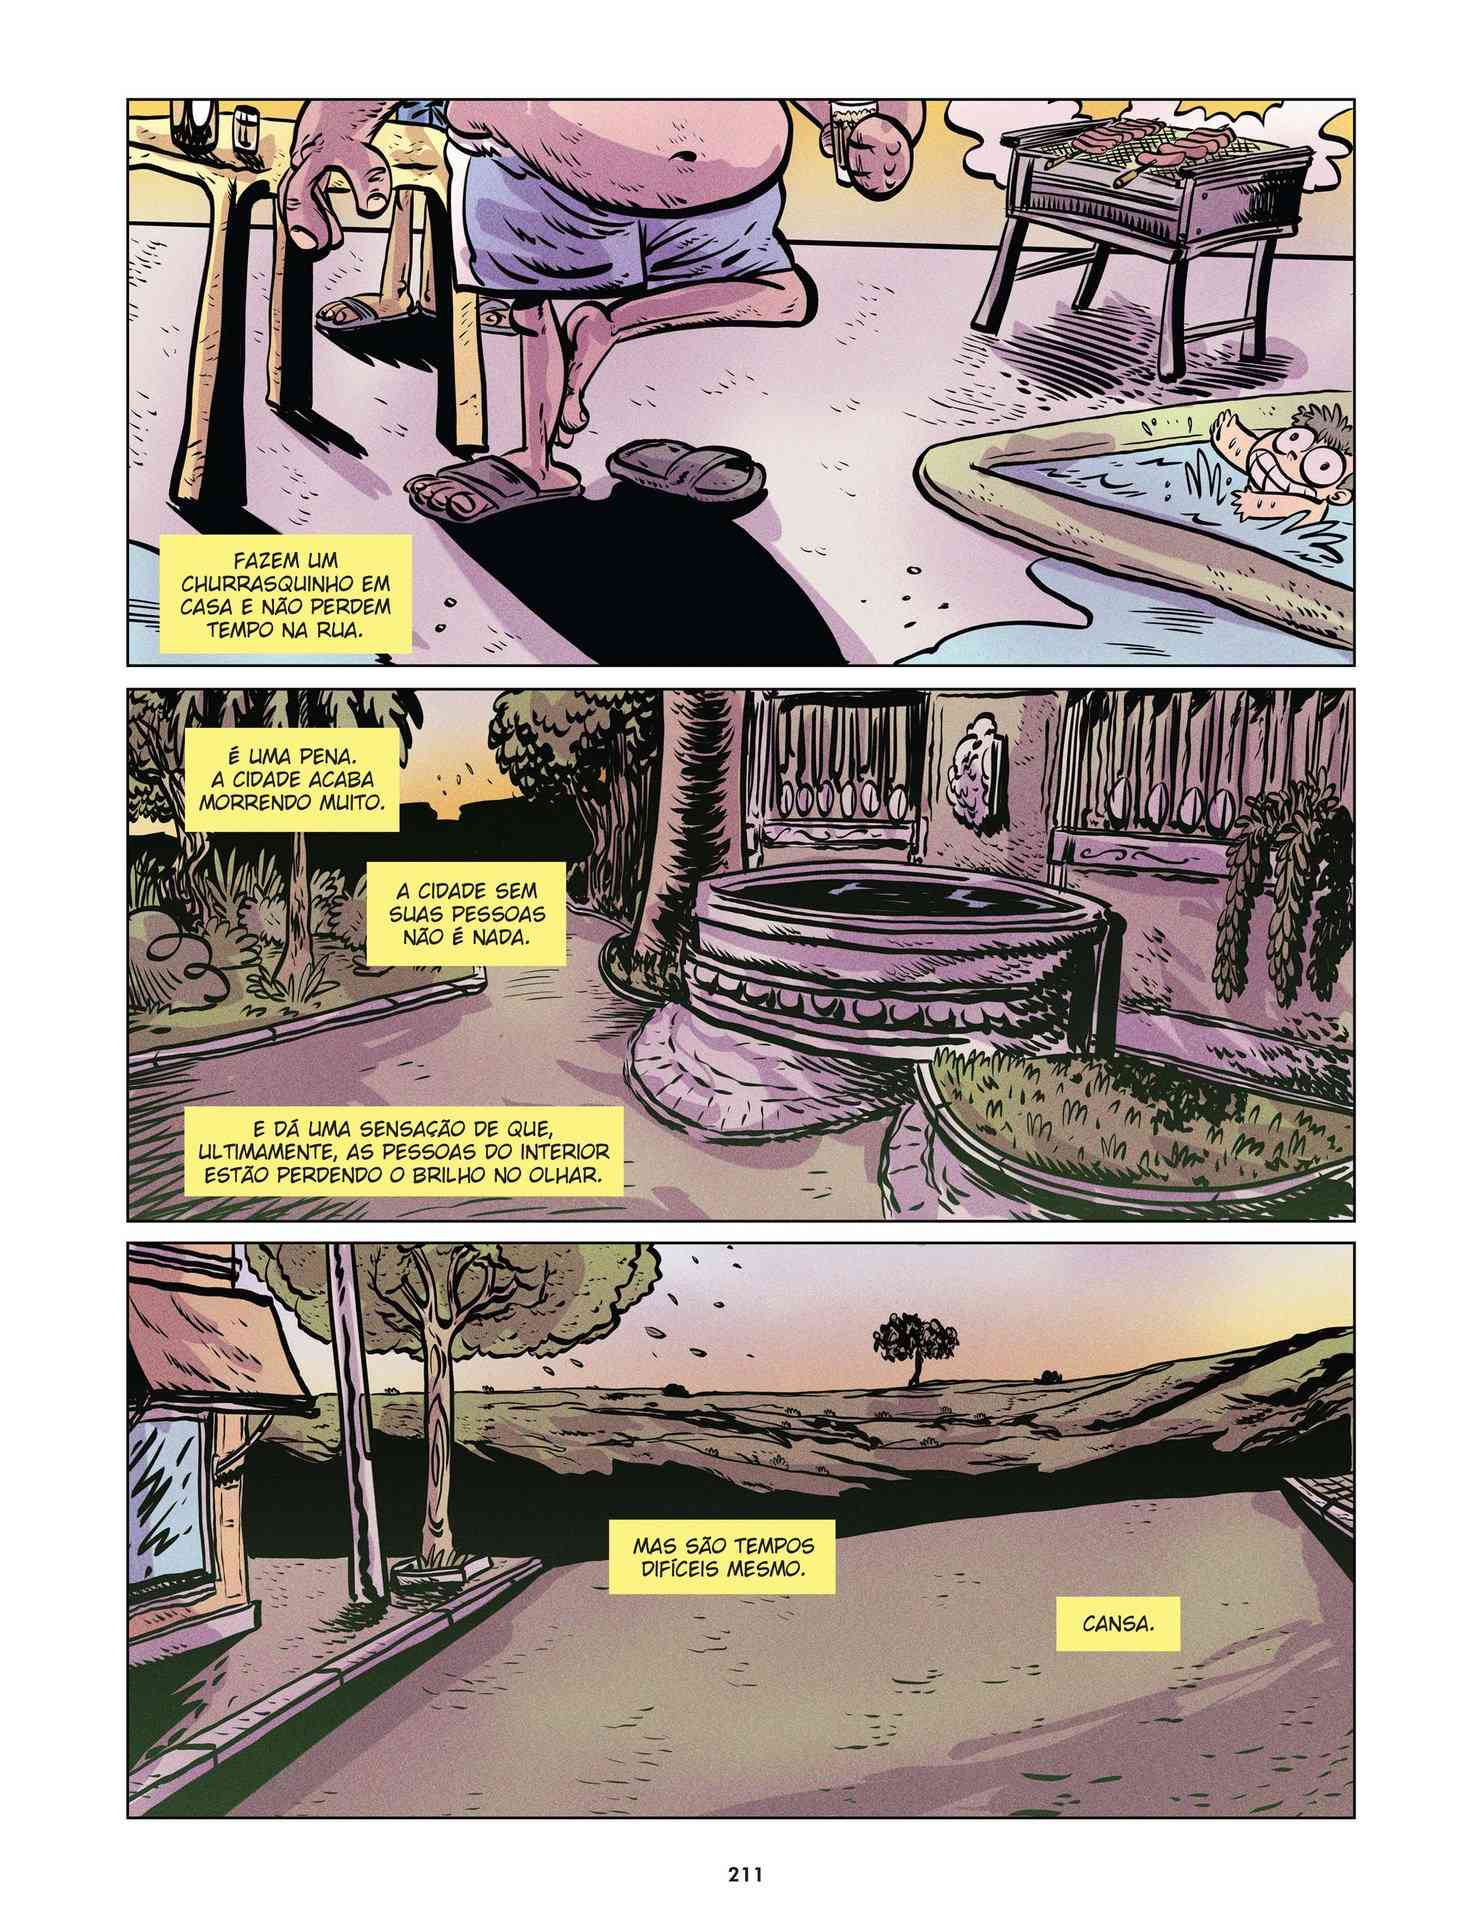 FAZEM UM
CHURRASQUINHO EM
CASA E NÃO PERDEM
TEMPO NA RUA.
É UMA PENA.
A CIDADE ACABA
MORRENDO MUITO.
A CIDADE SEM
SUAS PESSOAS
NÃO É NADA.
E DÁ UMA SENSAÇÃO DE QUE,
ULTIMAMENTE, AS PESSOAS DO INTERIOR
ESTÃO PERDENDO O BRILHO NO OLHAR.
MAS SÃO TEMPOS
DIFÍCEIS MESMO.
CANSA.
211